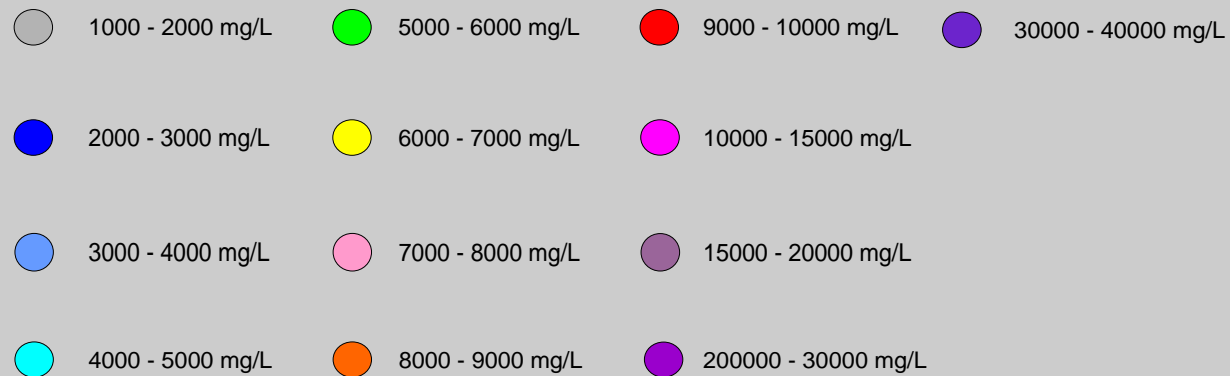 1000 - 2000 mg/L
2000 - 3000 mg/L
3000 - 4000 mg/L
4000 - 5000 mg/L
5000 - 6000 mg/L
6000 - 7000 mg/L
7000 - 8000 mg/L
8000 - 9000 mg/L
9000 - 10000 mg/L
10000 - 15000 mg/L
15000 - 20000 mg/L
200000 - 30000 mg/L
30000 - 40000 mg/L